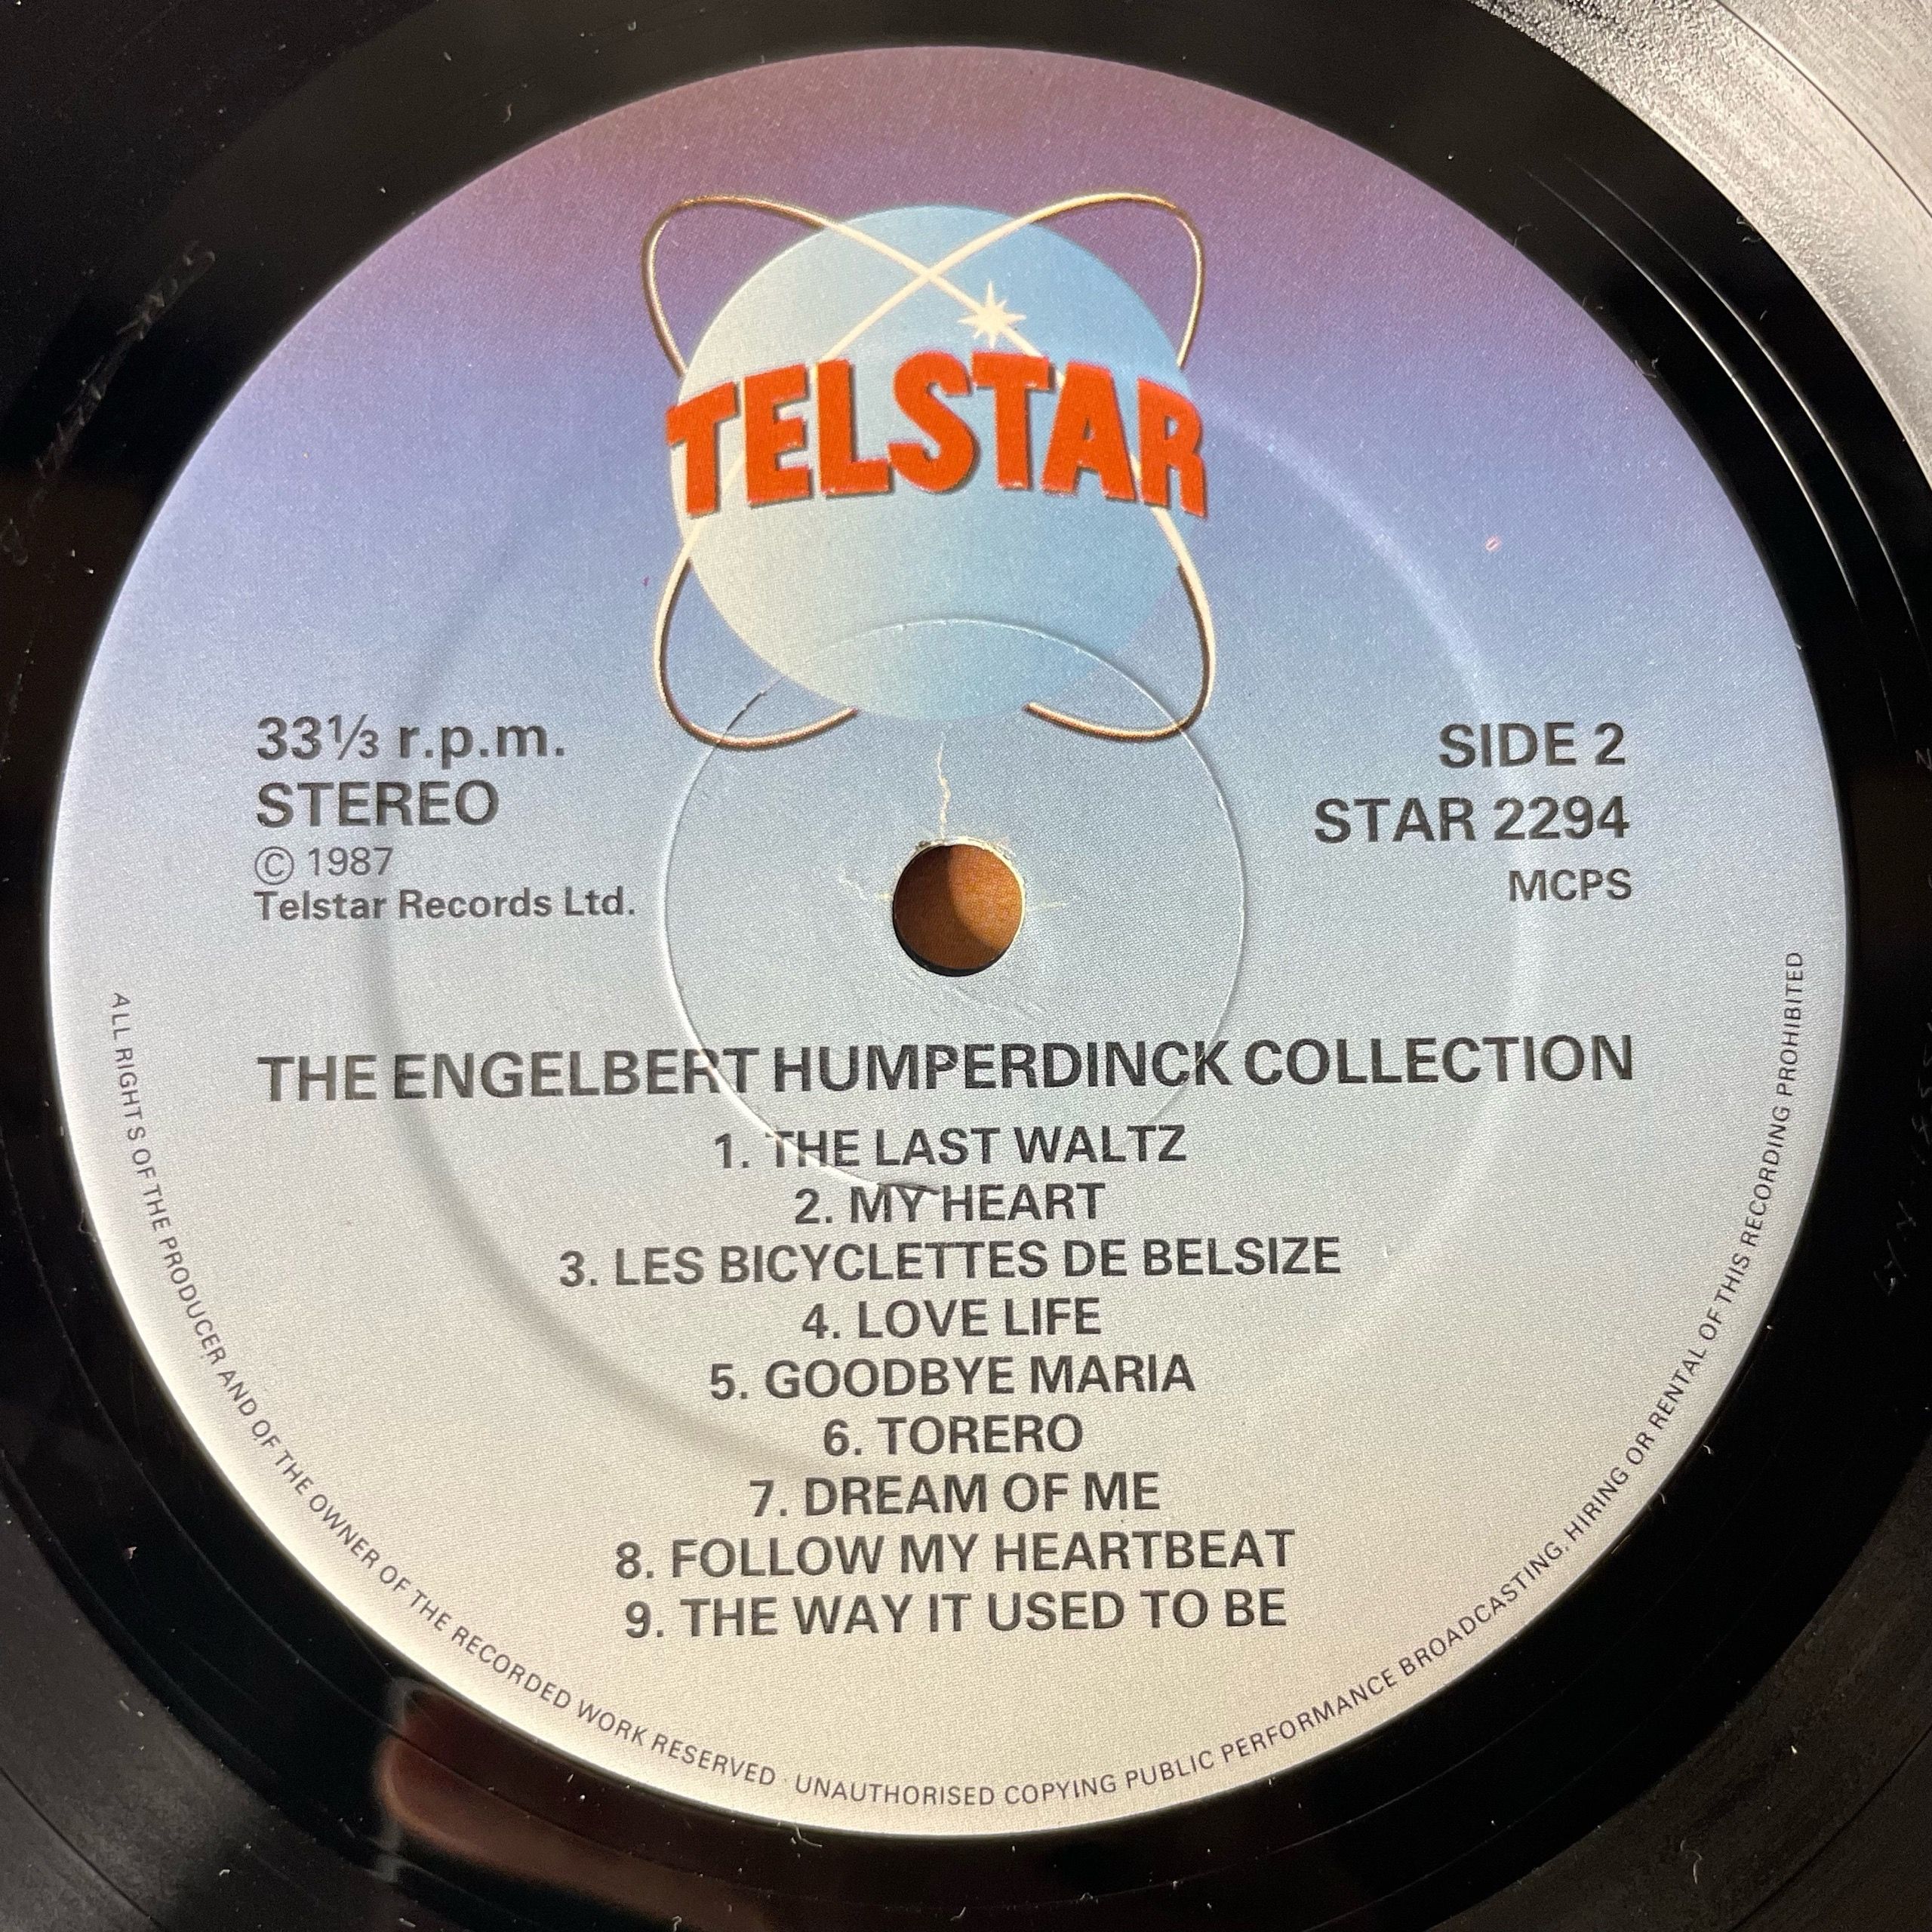 TELSTAR
33⅓ r.p.m.
STEREO
© 1987
Telstar Records Ltd.
SIDE 2
STAR 2294
MCPS
THE ENGELBERT HUMPERDINCK COLLECTION
1. THE LAST WALTZ
2. MY HEART
3. LES BICYCLETTES DE BELSIZE
4. LOVE LIFE
5. GOODBYE MARIA
6. TORERO
7. DREAM OF ME
8. FOLLOW MY HEARTBEAT
9. THE WAY IT USED TO BE
ALL RIGHTS OF THE PRODUCER AND OF THE OWNER OF THE RECORDED WORK RESERVED · UNAUTHORISED COPYING PUBLIC PERFORMANCE BROADCASTING, HIRING OR RENTAL OF THIS RECORDING PROHIBITED